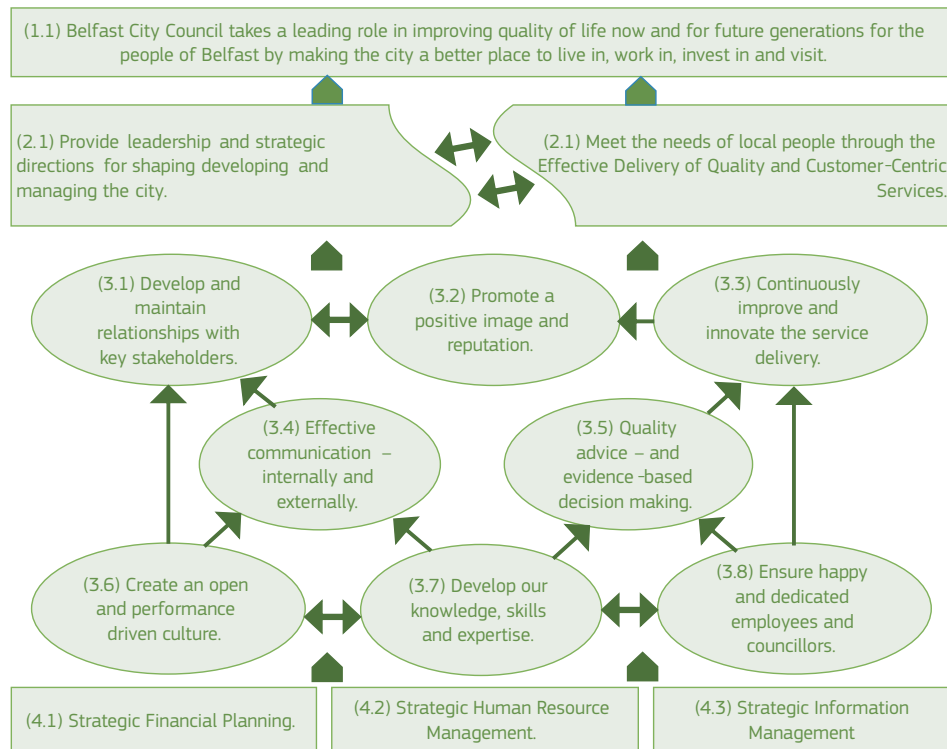 (1.1) Belfast City Council takes a leading role in improving quality of life now and for future generations for the
people of Belfast by making the city a better place to live in, work in, invest in and visit.
(2.1) Provide leadership and strategic
directions for shaping developing and
managing the city.
(2.1) Meet the needs of local people through the
Effective Delivery of Quality and Customer-Centric
Services.
(3.1) Develop and
maintain
relationships with
key stakeholders.
(3.2) Promote a
positive image and
reputation.
(3.3) Continuously
improve and
innovate the service
delivery.
(3.4) Effective
communication –
internally and
externally.
(3.5) Quality
advice – and
evidence -based
decision making.
(3.6) Create an open
and performance
driven culture.
(3.7) Develop our
knowledge, skills
and expertise.
(3.8) Ensure happy
and dedicated
employees and
councillors.
(4.1) Strategic Financial Planning.
(4.2) Strategic Human Resource
Management.
(4.3) Strategic Information
Management